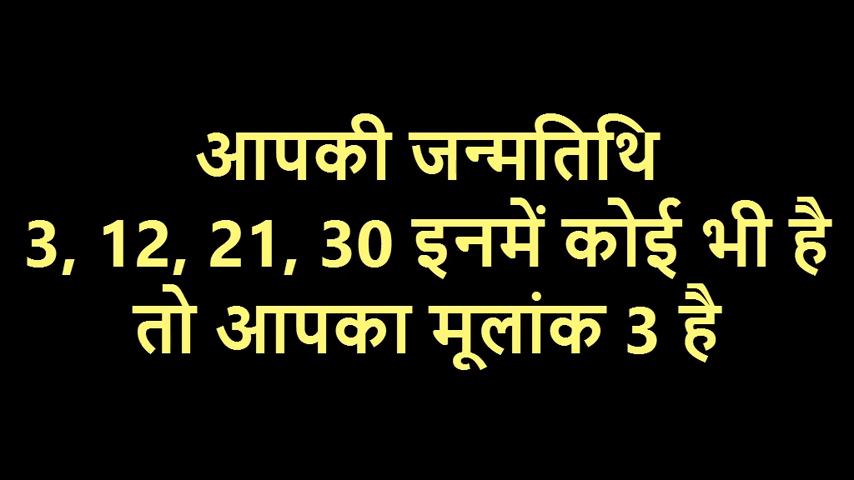 आपकी जन्मतिथि
3, 12, 21, 30 इनमें कोई भी है
तो आपका मूलांक 3 है